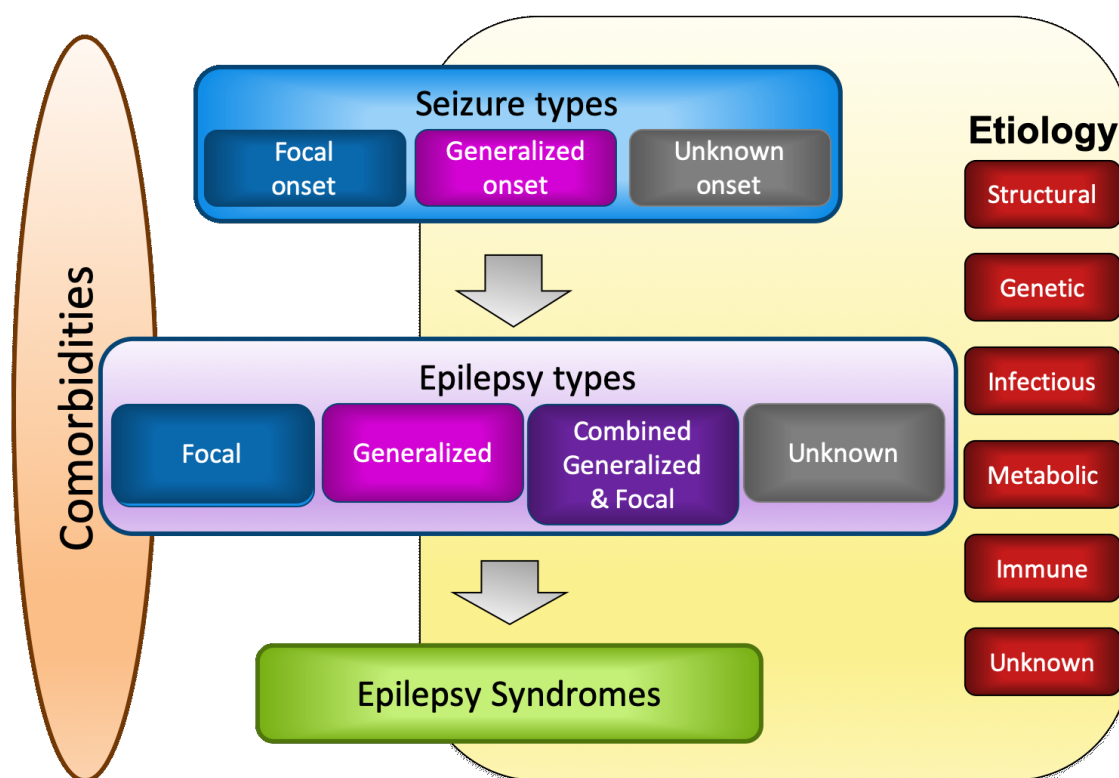 Seizure types
Focal
onset
Generalized
onset
Unknown
onset
Etiology
Structural
Genetic
Infectious
Metabolic
Immune
Unknown
Comorbidities
Epilepsy types
Focal
Generalized
Combined
Generalized
& Focal
Unknown
Epilepsy Syndromes